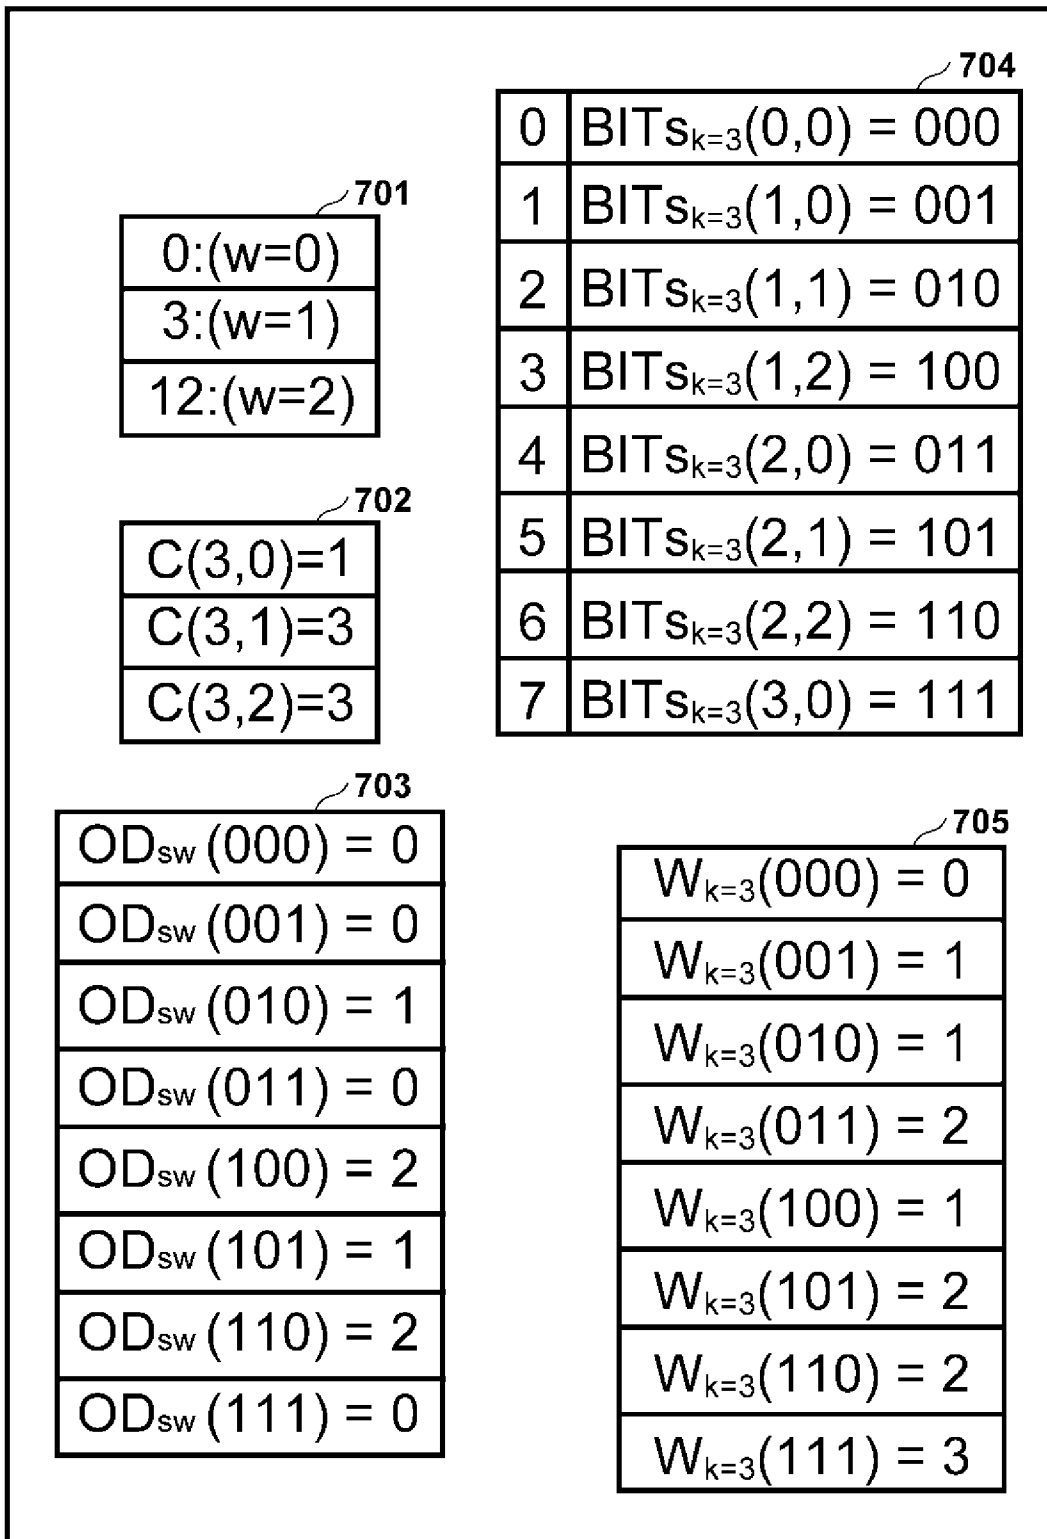 701
0:(w=0)
3:(w=1)
12:(w=2)
702
C(3,0)=1
C(3,1)=3
C(3,2)=3
703
ODsw (000) = 0
ODsw (001) = 0
ODsw (010) = 1
ODsw (011) = 0
ODsw (100) = 2
ODsw (101) = 1
ODsw (110) = 2
ODsw (111) = 0
704
0 BITsk=3(0,0) = 000
1 BITsk=3(1,0) = 001
2 BITsk=3(1,1) = 010
3 BITsk=3(1,2) = 100
4 BITsk=3(2,0) = 011
5 BITsk=3(2,1) = 101
6 BITsk=3(2,2) = 110
7 BITsk=3(3,0) = 111
705
Wk=3(000) = 0
Wk=3(001) = 1
Wk=3(010) = 1
Wk=3(011) = 2
Wk=3(100) = 1
Wk=3(101) = 2
Wk=3(110) = 2
Wk=3(111) = 3